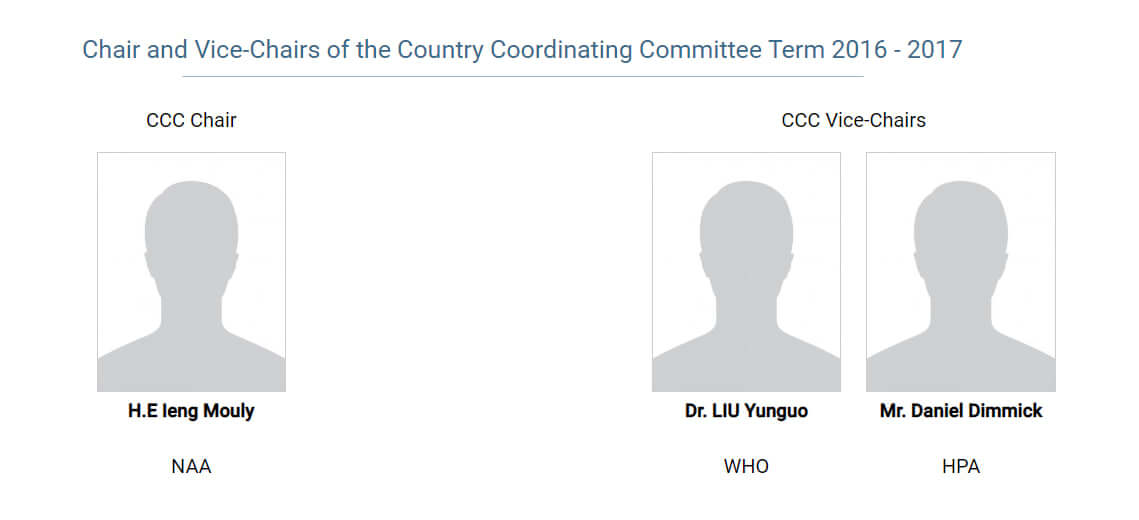 Chair and Vice-Chairs of the Country Coordinating Committee Term 2016 - 2017
CCC Chair
CCC Vice-Chairs
H.E Ieng Mouly
Dr. LIU Yunguo
Mr. Daniel Dimmick
NAA
WHO
HPA